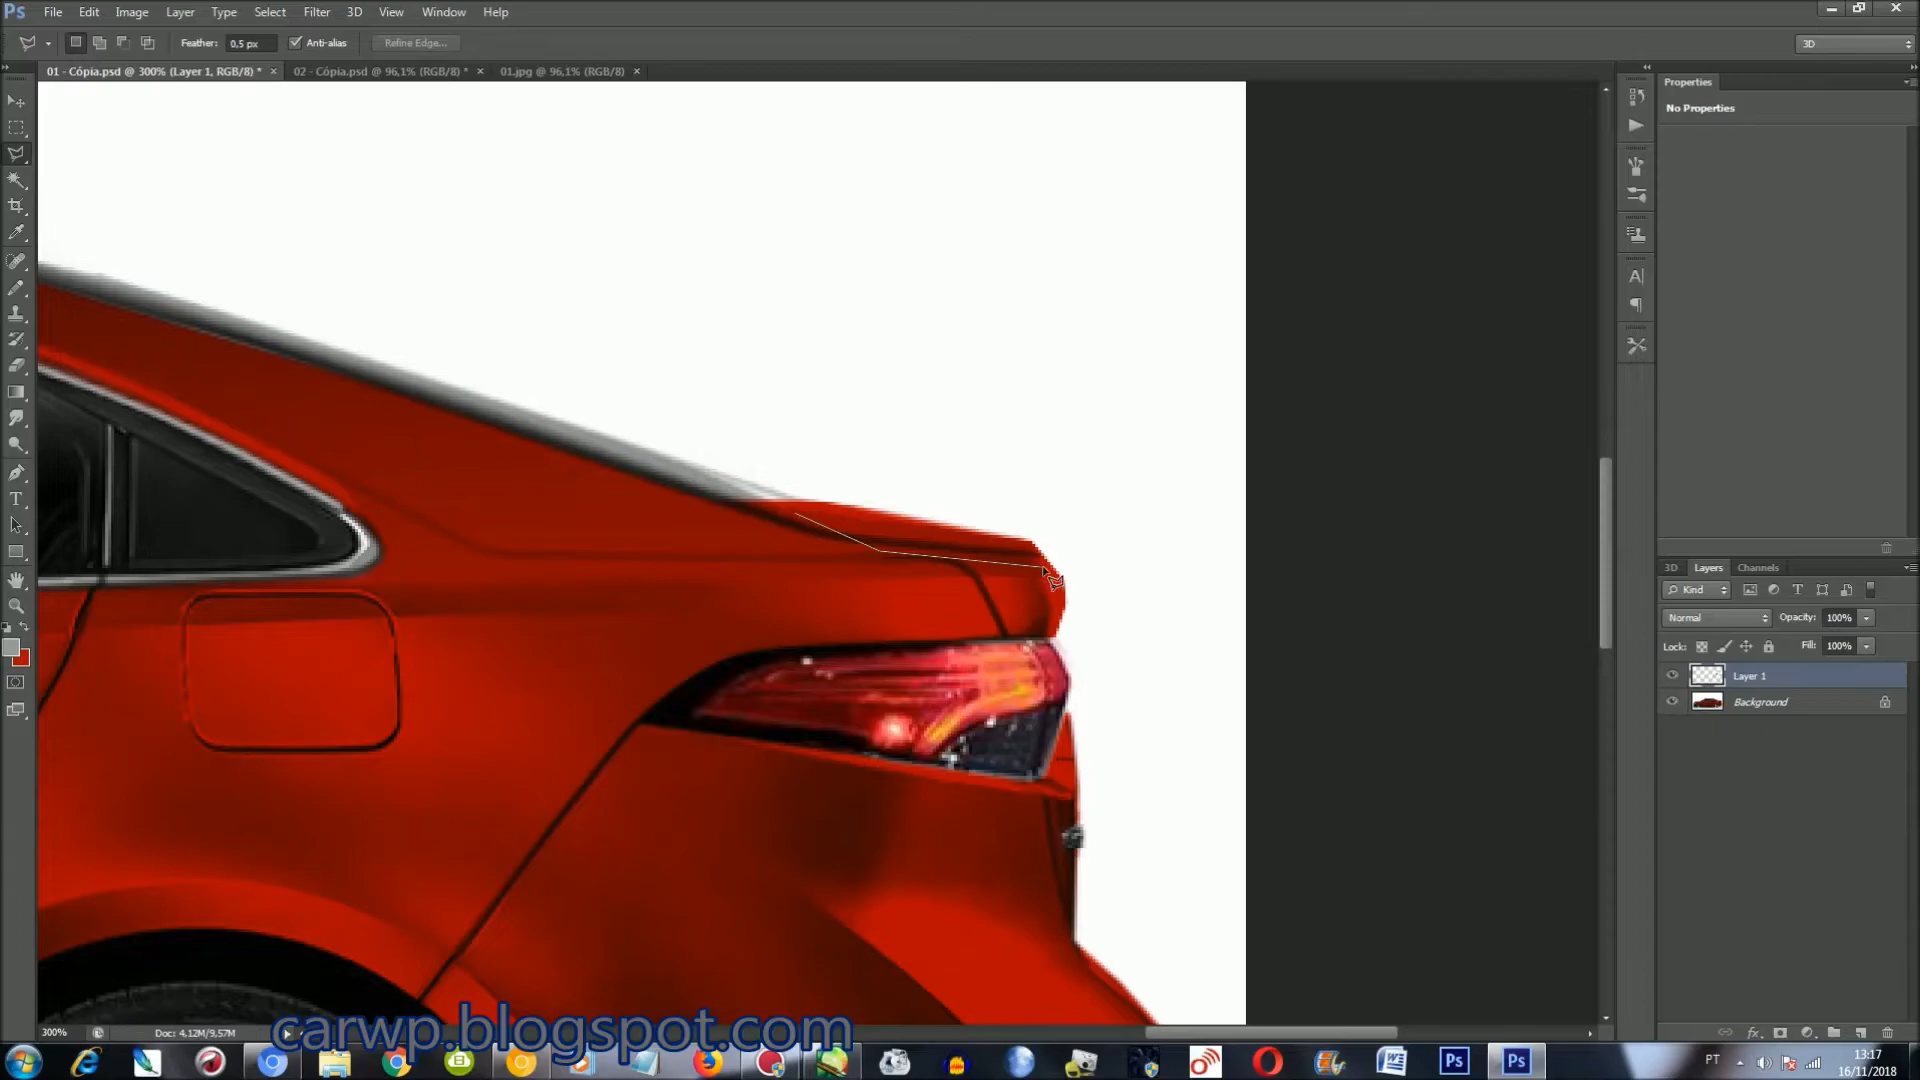 Ps File Edit Image Layer Type Select Filter 3D View Window Help
Feather: 0,5 px Anti-alias Refine Edge... 3D
01 - Cópia.psd @ 300% (Layer 1, RGB/8) * × 02 - Cópia.psd @ 96,1% (RGB/8) * × 01.jpg @ 96,1% (RGB/8) ×
Properties
No Properties
3D Layers Channels
Kind
Normal Opacity: 100%
Lock: Fill: 100%
Layer 1
Background
300% Doc: 4,12M/9,57M
carwp.blogspot.com
PT 13:17
16/11/2018